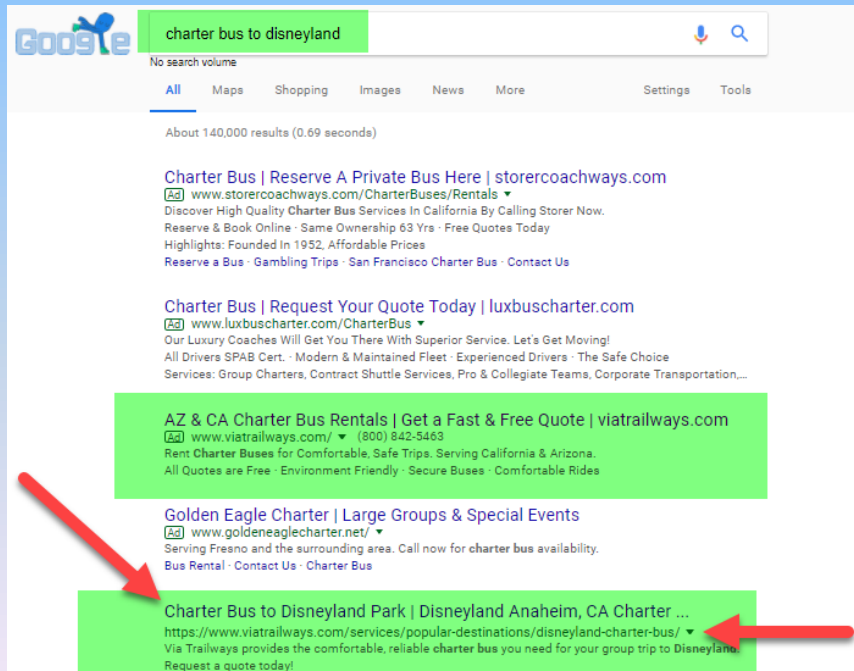 Google
charter bus to disneyland
No search volume
All Maps Shopping Images News More Settings Tools
About 140,000 results (0.69 seconds)
Charter Bus | Reserve A Private Bus Here | storercoachways.com
Ad www.storercoachways.com/CharterBuses/Rentals
Discover High Quality Charter Bus Services In California By Calling Storer Now.
Reserve & Book Online · Same Ownership 63 Yrs · Free Quotes Today
Highlights: Founded In 1952, Affordable Prices
Reserve a Bus · Gambling Trips · San Francisco Charter Bus · Contact Us
Charter Bus | Request Your Quote Today | luxbuscharter.com
Ad www.luxbuscharter.com/CharterBus
Our Luxury Coaches Will Get You There With Superior Service. Let's Get Moving!
All Drivers SPAB Cert. · Modern & Maintained Fleet · Experienced Drivers · The Safe Choice
Services: Group Charters, Contract Shuttle Services, Pro & Collegiate Teams, Corporate Transportation,...
AZ & CA Charter Bus Rentals | Get a Fast & Free Quote | viatrailways.com
Ad www.viatrailways.com/ (800) 842-5463
Rent Charter Buses for Comfortable, Safe Trips. Serving California & Arizona.
All Quotes are Free · Environment Friendly · Secure Buses · Comfortable Rides
Golden Eagle Charter | Large Groups & Special Events
Ad www.goldeneaglecharter.net/
Serving Fresno and the surrounding area. Call now for charter bus availability.
Bus Rental · Contact Us · Charter Bus
Charter Bus to Disneyland Park | Disneyland Anaheim, CA Charter ...
https://www.viatrailways.com/services/popular-destinations/disneyland-charter-bus/
Via Trailways provides the comfortable, reliable charter bus you need for your group trip to Disneyland.
Request a quote today!